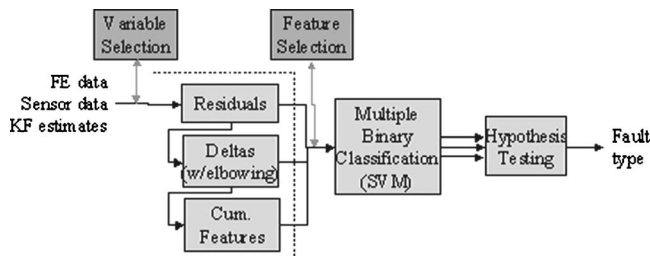 Variable
Selection
Feature
Selection
FE data
Sensor data
KF estimates
Residuals
Deltas
(w/elbowing)
Cum.
Features
Multiple
Binary
Classification
(SVM)
Hypothesis
Testing
Fault
type